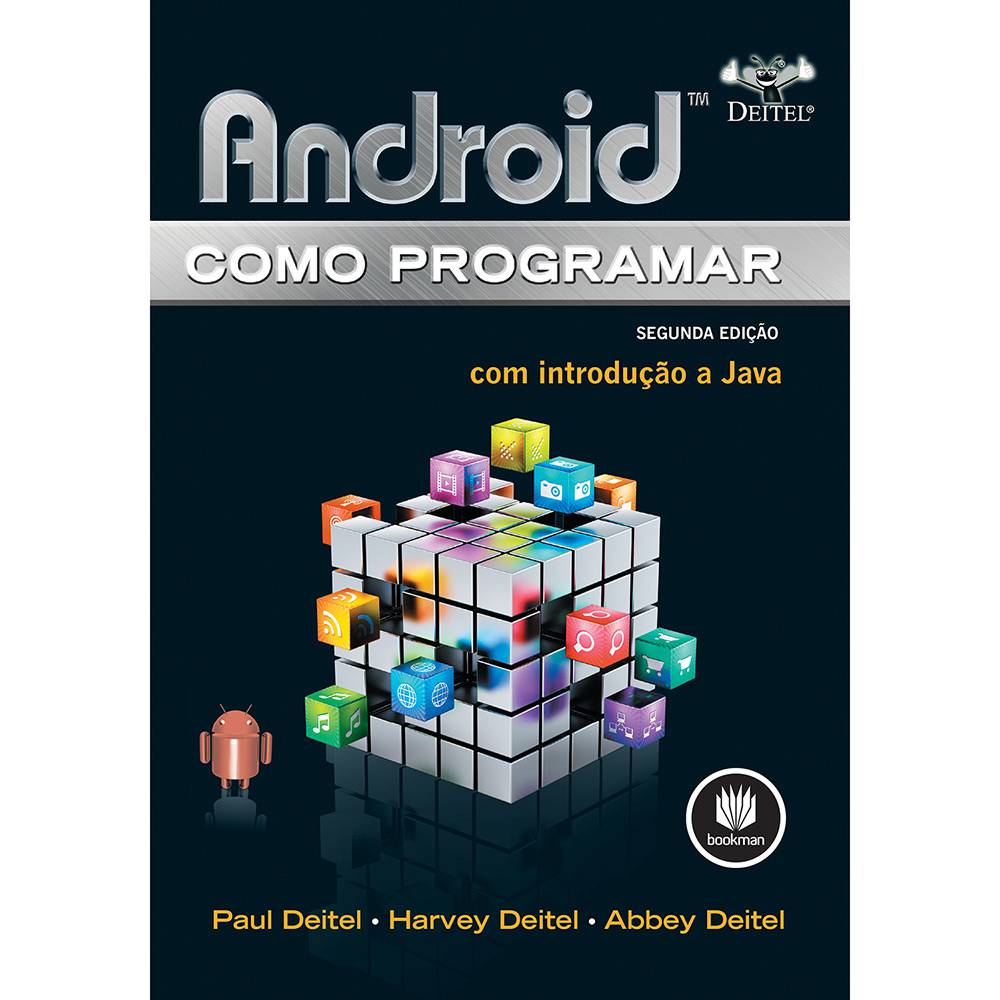 Android™
DEITEL®
COMO PROGRAMAR
SEGUNDA EDIÇÃO
com introdução a Java
bookman
Paul Deitel • Harvey Deitel • Abbey Deitel